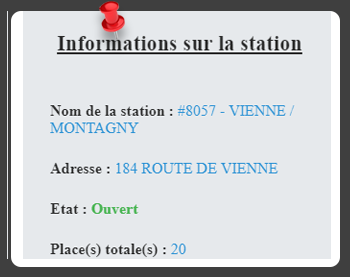 Informations sur la station
Nom de la station : #8057 - VIENNE /
MONTAGNY
Adresse : 184 ROUTE DE VIENNE
Etat : Ouvert
Place(s) totale(s) : 20